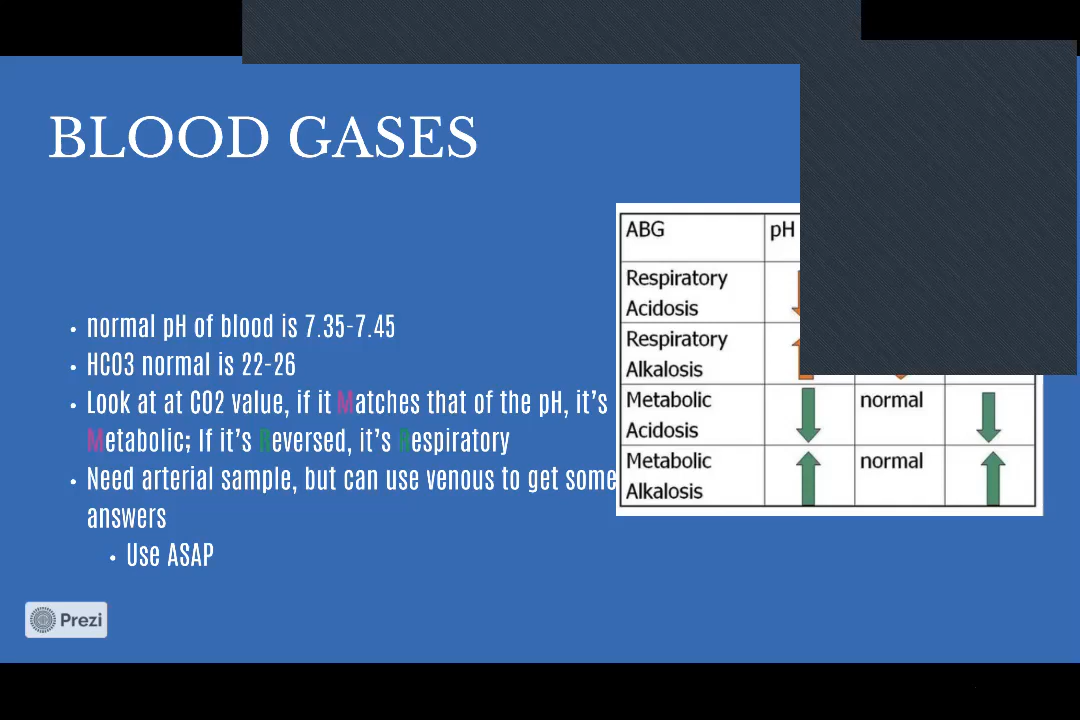 BLOOD GASES
normal pH of blood is 7.35-7.45
HCO3 normal is 22-26
Look at at CO2 value, if it Matches that of the pH, it's
Metabolic; If it's Reversed, it's Respiratory
Need arterial sample, but can use venous to get some
answers
Use ASAP
ABG pH
Respiratory
Acidosis
Respiratory
Alkalosis
Metabolic normal
Acidosis
Metabolic normal
Alkalosis
Prezi